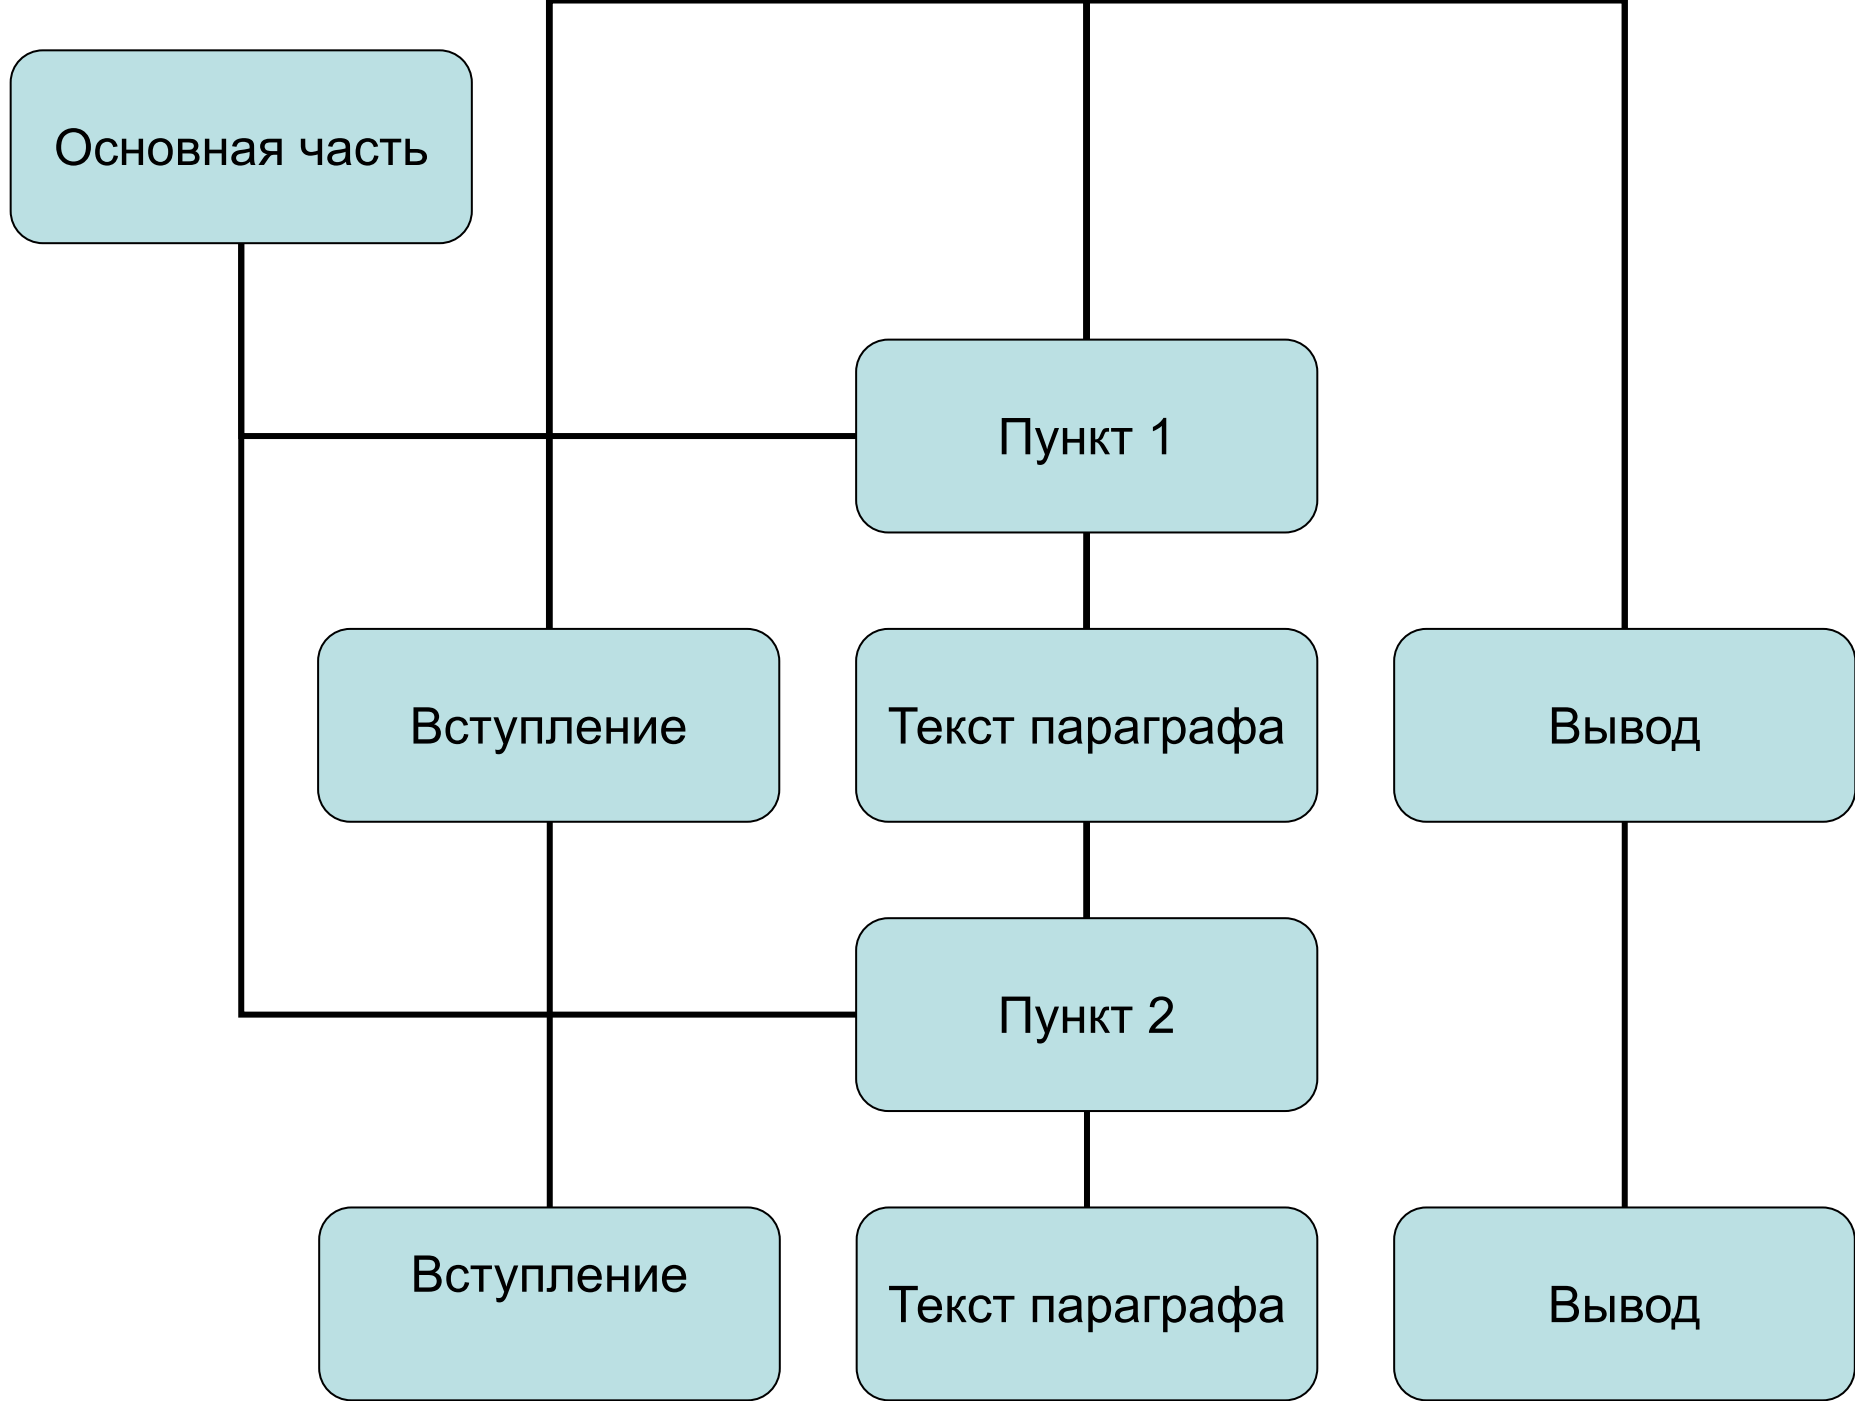 Основная часть
Пункт 1
Вступление
Текст параграфа
Вывод
Пункт 2
Вступление
Текст параграфа
Вывод